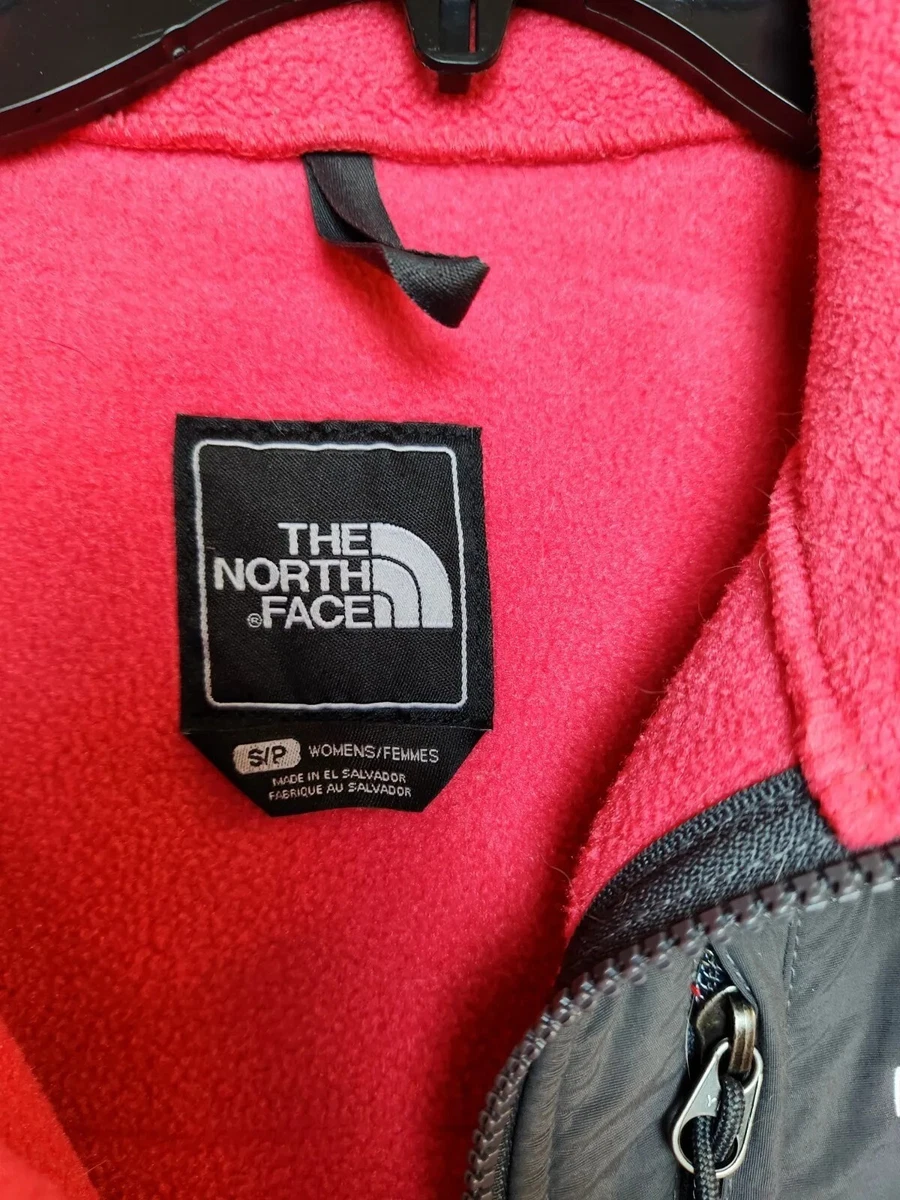 THE
NORTH
®FACE
S/P WOMENS/FEMMES
MADE IN EL SALVADOR
FABRIQUE AU SALVADOR